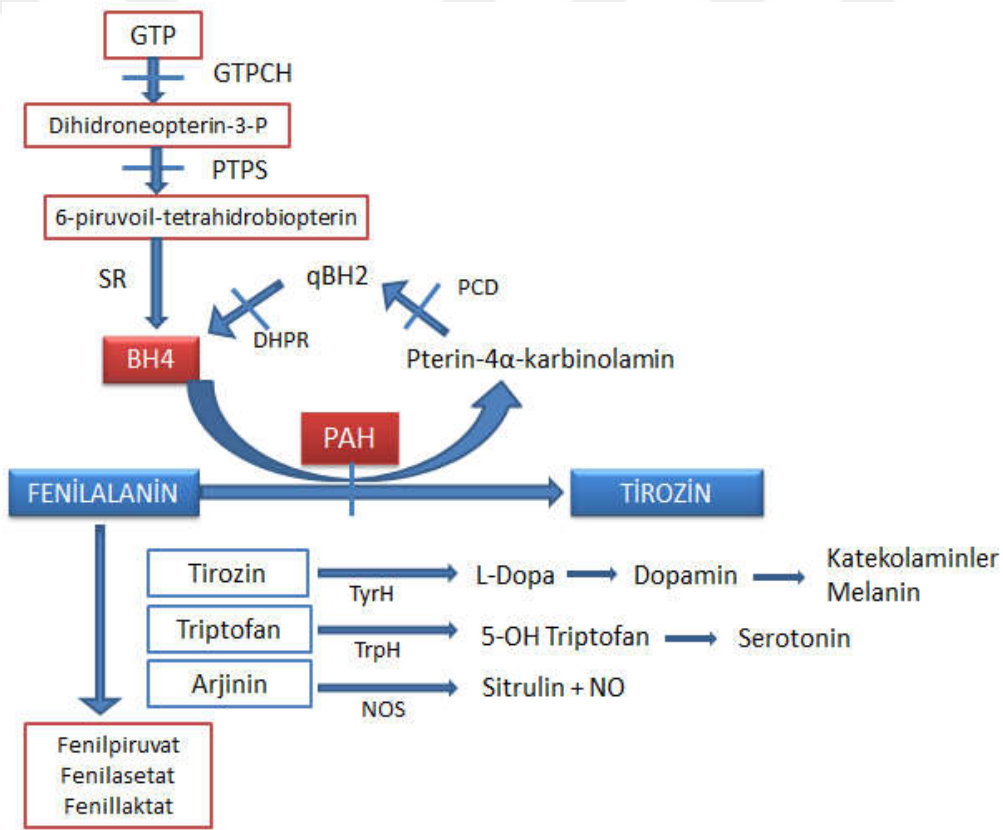 GTP
GTPCH
Dihidroneopterin-3-P
PTPS
6-piruvoil-tetrahidrobiopterin
SR
qBH2
PCD
DHPR
BH4
Pterin-4α-karbinolamin
PAH
FENİLALANİN
TİROZİN
Tirozin
TyrH
L-Dopa
Dopamin
Katekolaminler
Melanin
Triptofan
TrpH
5-OH Triptofan
Serotonin
Arjinin
NOS
Sitrulin + NO
Fenilpiruvat
Fenilasetat
Fenillaktat